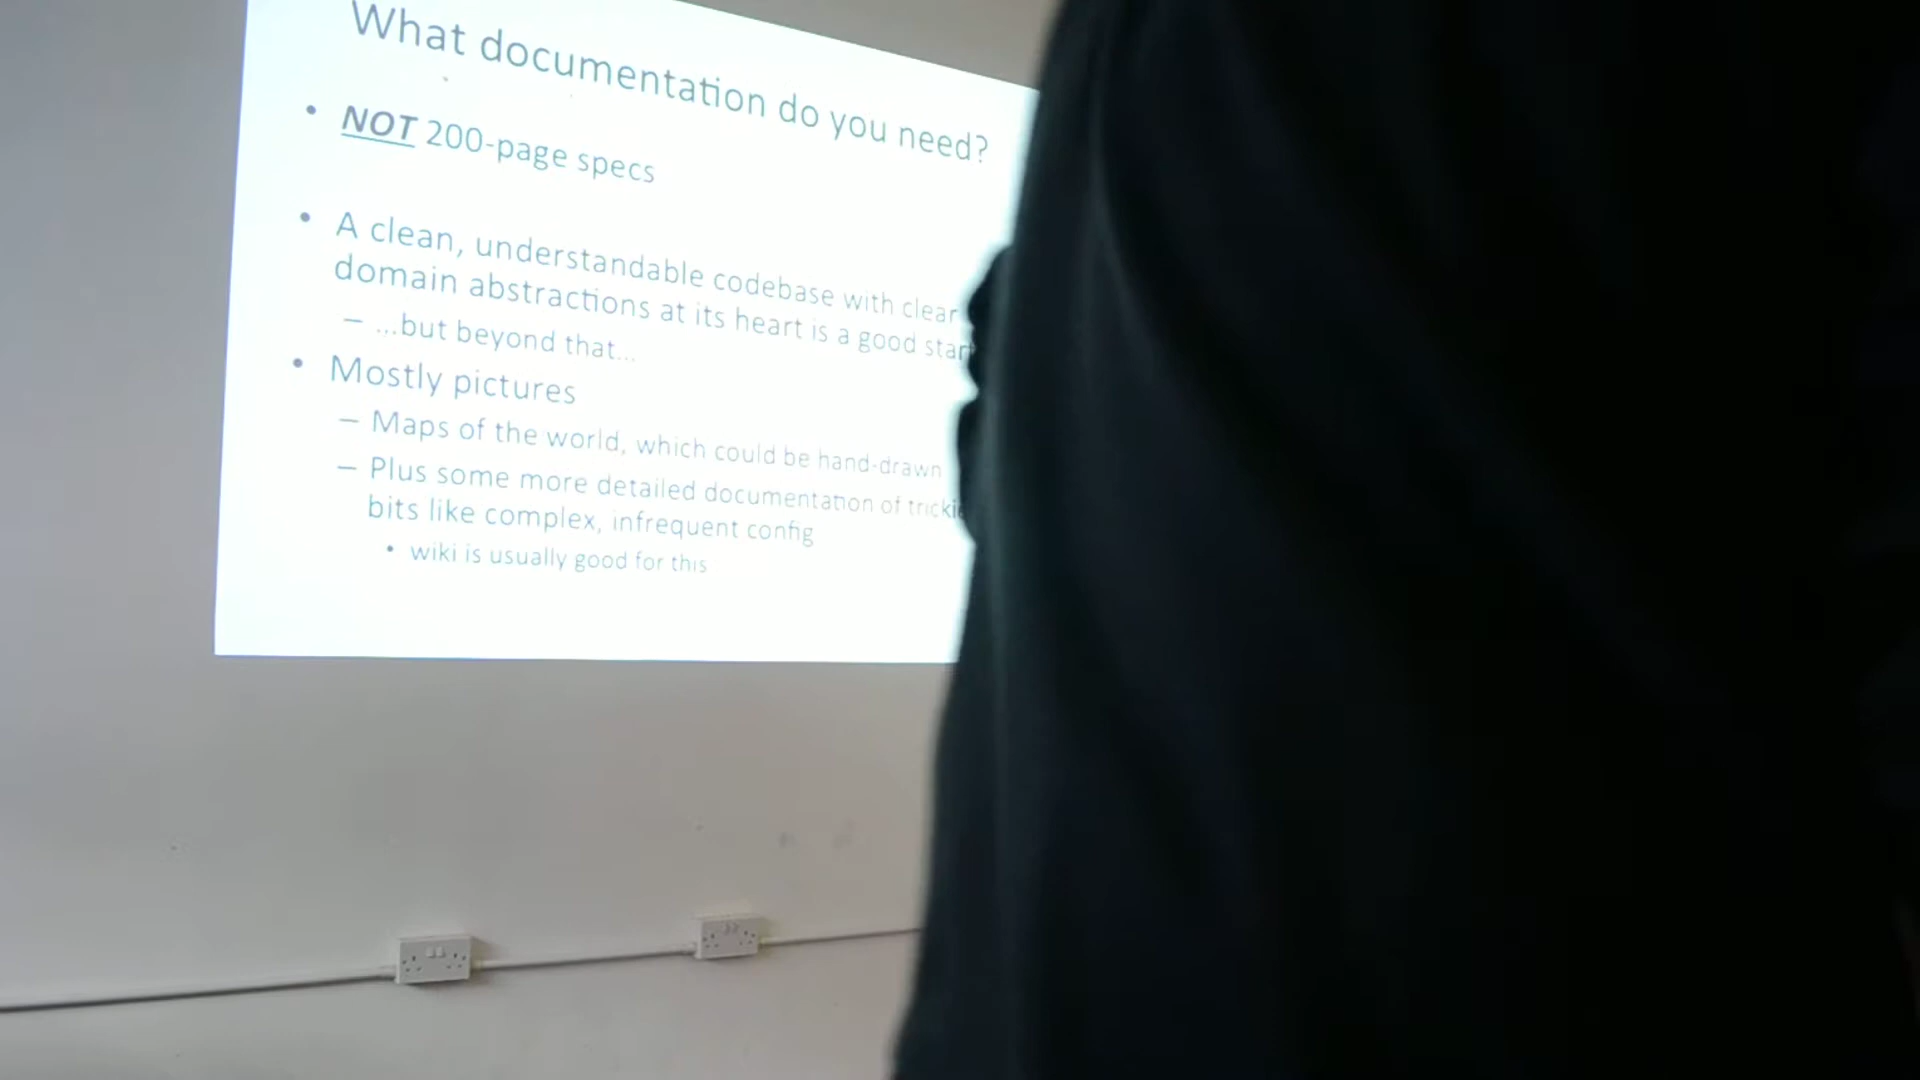 What documentation do you need?
• NOT 200-page specs
• A clean, understandable codebase with clear
domain abstractions at its heart is a good
– ...but beyond that...
• Mostly pictures
– Maps of the world, which could be hand-drawn
– Plus some more detailed documentation of
bits like complex, infrequent config
• wiki is usually good for this